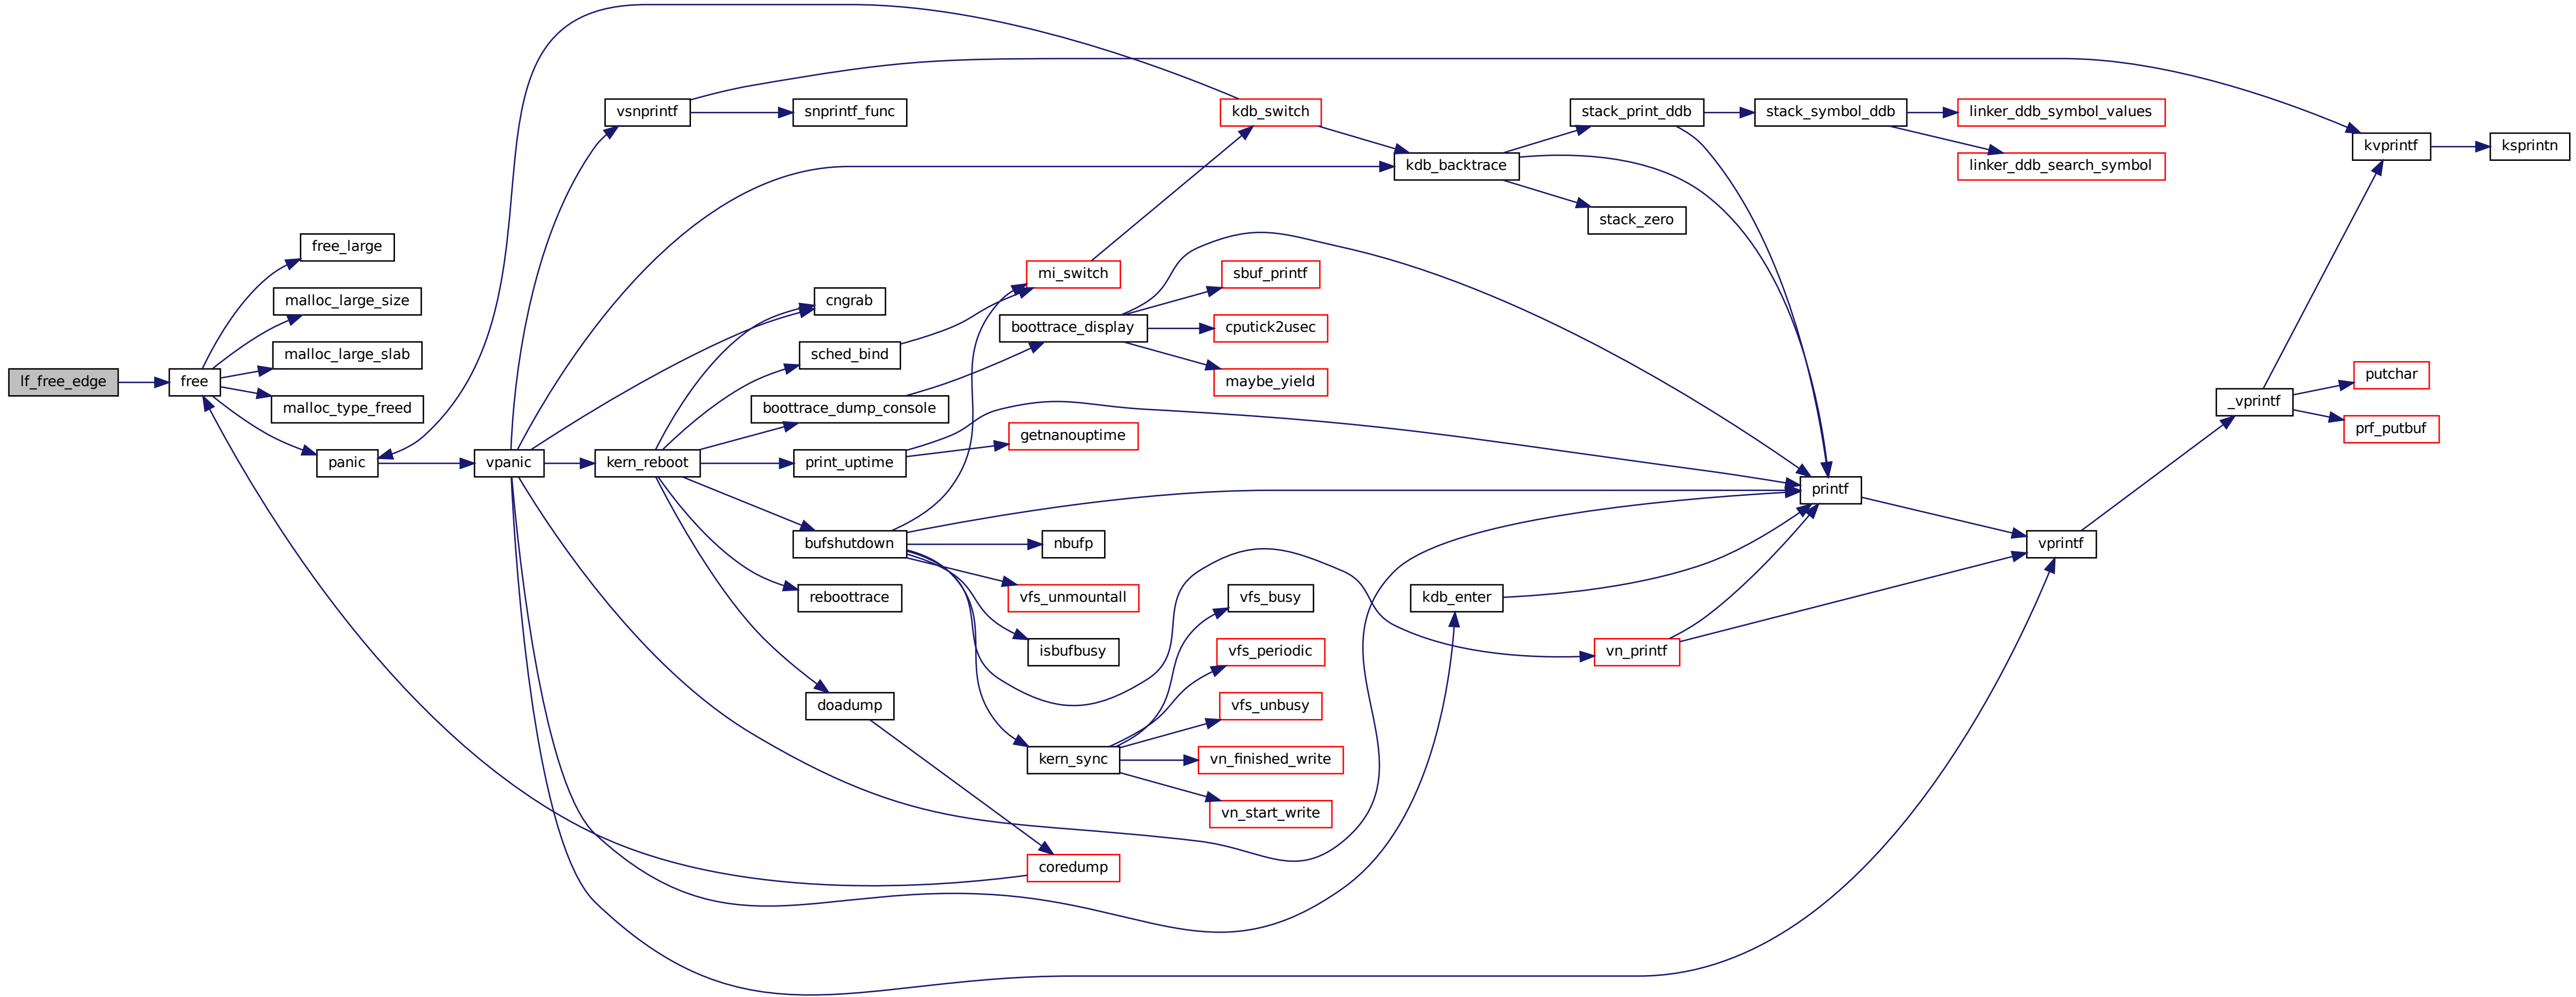 lf_free_edge
free
free_large
malloc_large_size
malloc_large_slab
malloc_type_freed
panic
vpanic
vsnprintf
snprintf_func
kern_reboot
cngrab
sched_bind
boottrace_dump_console
print_uptime
bufshutdown
reboottrace
doadump
mi_switch
boottrace_display
getnanouptime
nbufp
vfs_unmountall
isbufbusy
kern_sync
coredump
kdb_switch
sbuf_printf
cputick2usec
maybe_yield
vfs_busy
vfs_periodic
vfs_unbusy
vn_finished_write
vn_start_write
kdb_backtrace
kdb_enter
stack_print_ddb
stack_zero
vn_printf
stack_symbol_ddb
printf
linker_ddb_symbol_values
linker_ddb_search_symbol
vprintf
_vprintf
kvprintf
putchar
prf_putbuf
ksprintn